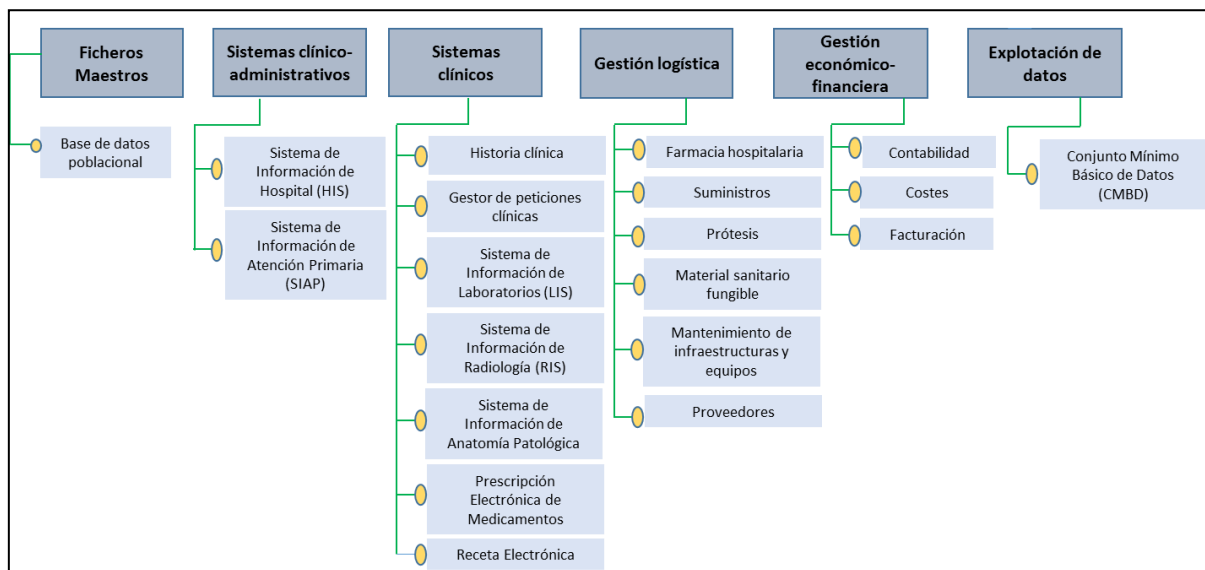 Ficheros
Maestros
Base de datos
poblacional
Sistemas clínico-
administrativos
Sistema de
Información de
Hospital (HIS)
Sistema de
Información de
Atención Primaria
(SIAP)
Sistemas
clínicos
Historia clínica
Gestor de peticiones
clínicas
Sistema de
Información de
Laboratorios (LIS)
Sistema de
Información de
Radiología (RIS)
Sistema de
Información de
Anatomía Patológica
Prescripción
Electrónica de
Medicamentos
Receta Electrónica
Gestión logística
Farmacia hospitalaria
Suministros
Prótesis
Material sanitario
fungible
Mantenimiento de
infraestructuras y
equipos
Proveedores
Gestión
económico-
financiera
Contabilidad
Costes
Facturación
Explotación de
datos
Conjunto Mínimo
Básico de Datos
(CMBD)